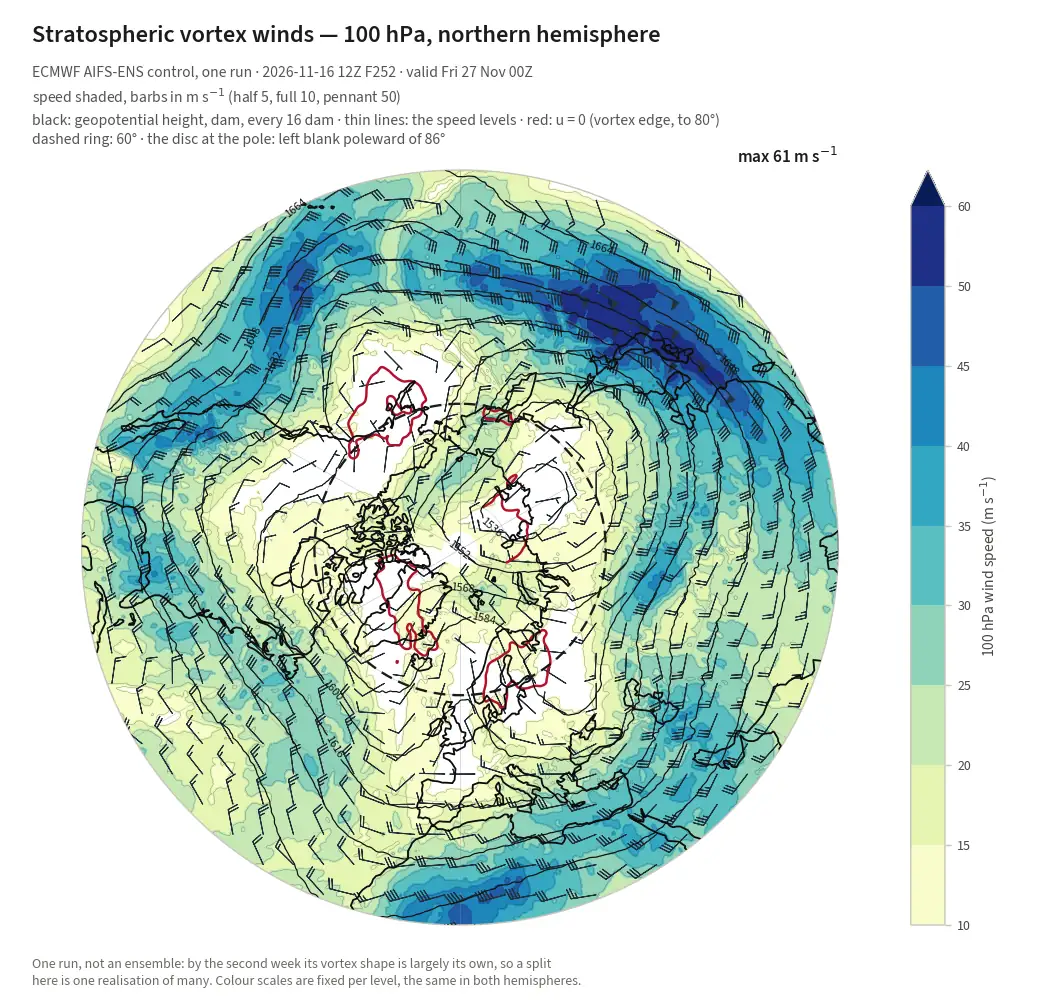 Stratospheric vortex winds — 100 hPa, northern hemisphere
ECMWF AIFS-ENS control, one run · 2026-11-16 12Z F252 · valid Fri 27 Nov 00Z
speed shaded, barbs in m s⁻¹ (half 5, full 10, pennant 50)
black: geopotential height, dam, every 16 dam · thin lines: the speed levels · red: u = 0 (vortex edge, to 80°)
dashed ring: 60° · the disc at the pole: left blank poleward of 86°
max 61 m s⁻¹
1664
1664
1616
1584
1568
1552
1536
60
50
45
40
35
30
25
20
15
10
100 hPa wind speed (m s⁻¹)
One run, not an ensemble: by the second week its vortex shape is largely its own, so a split
here is one realisation of many. Colour scales are fixed per level, the same in both hemispheres.